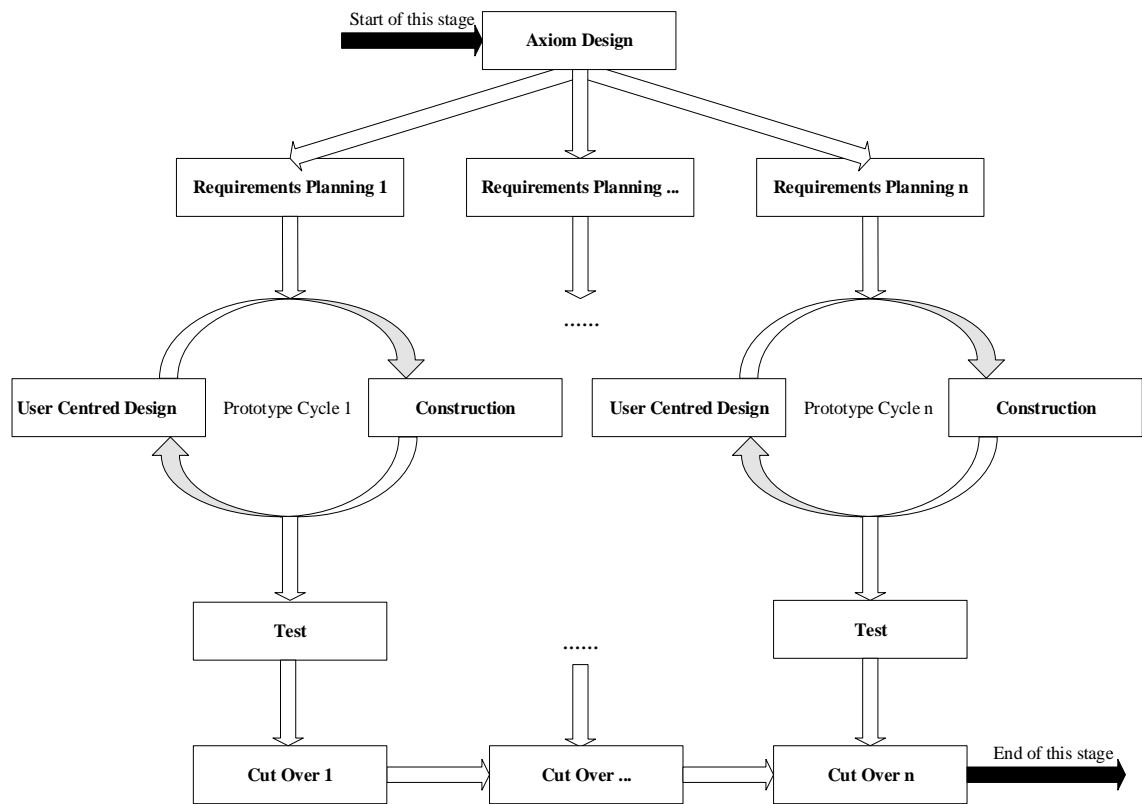 Start of this stage
Axiom Design
Requirements Planning 1
Requirements Planning ...
Requirements Planning n
......
User Centred Design
Prototype Cycle 1
Construction
User Centred Design
Prototype Cycle n
Construction
Test
......
Test
Cut Over 1
Cut Over ...
Cut Over n
End of this stage